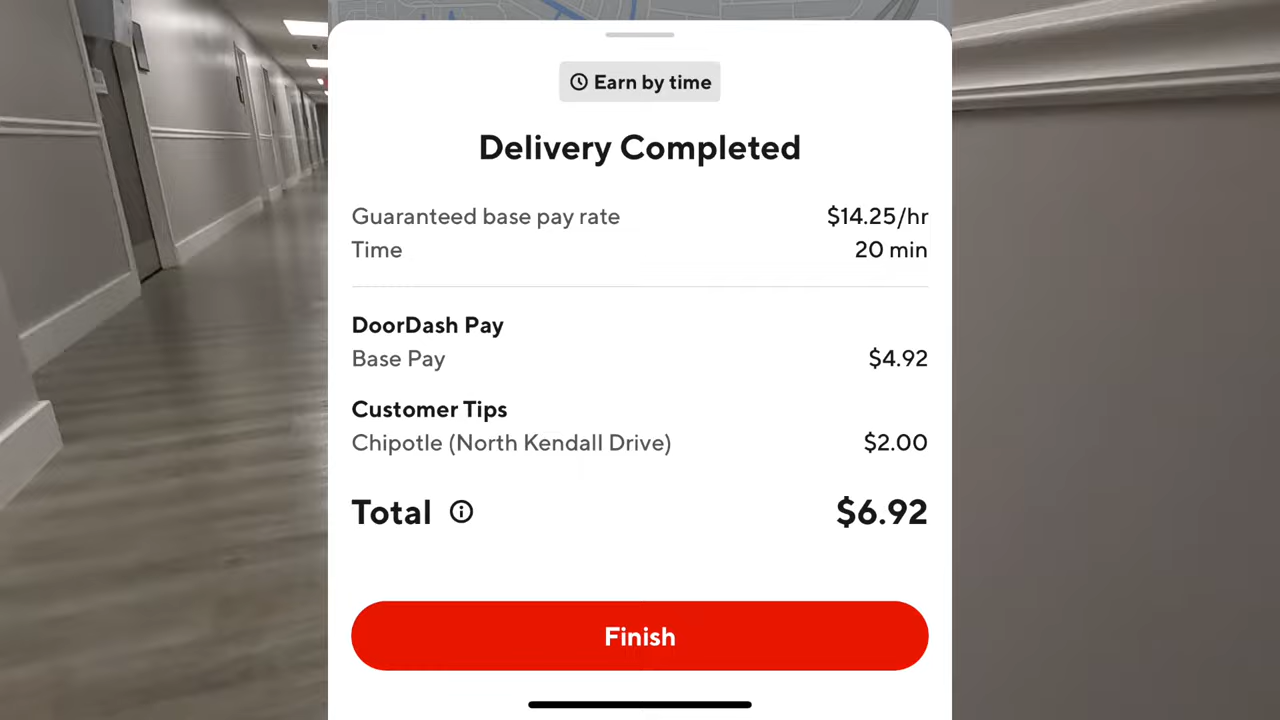 Earn by time
Delivery Completed
Guaranteed base pay rate $14.25/hr
Time 20 min
DoorDash Pay
Base Pay $4.92
Customer Tips
Chipotle (North Kendall Drive) $2.00
Total $6.92
Finish